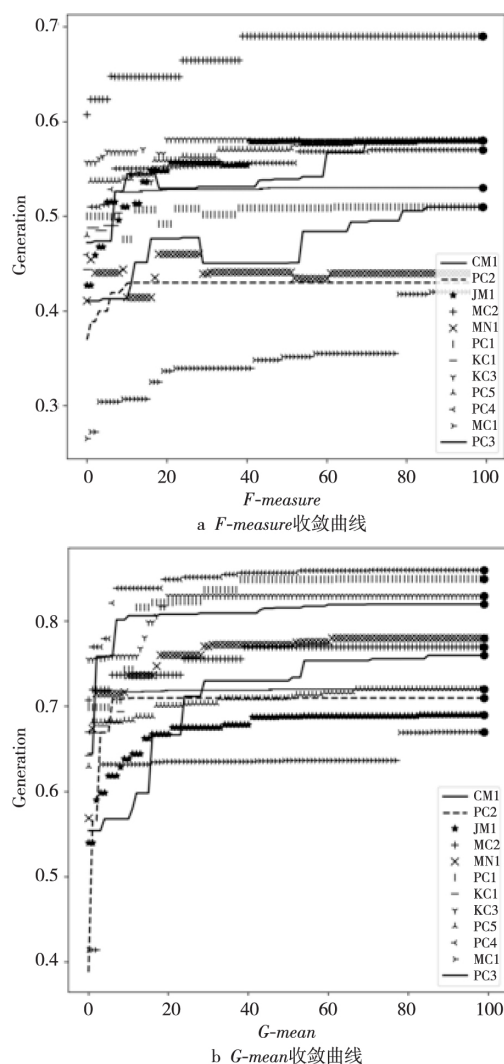 0.7
0.6
0.5
0.4
0.3
Generation
CM1
PC2
JM1
MC2
MN1
PC1
KC1
KC3
PC5
PC4
MC1
PC3
0 20 40 60 80 100
F-measure
a F-measure收敛曲线
0.8
0.7
0.6
0.5
0.4
Generation
CM1
PC2
JM1
MC2
MN1
PC1
KC1
KC3
PC5
PC4
MC1
PC3
0 20 40 60 80 100
G-mean
b G-mean收敛曲线